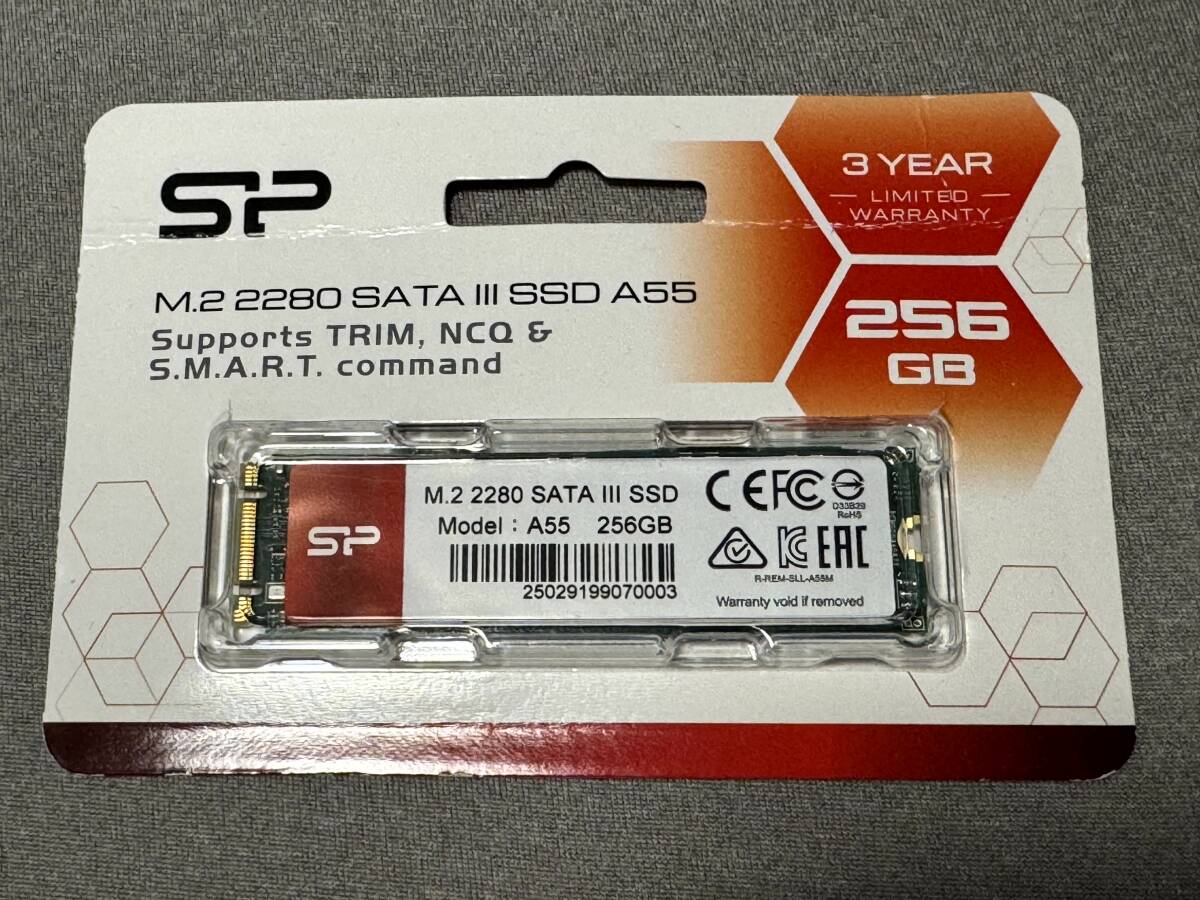 SP
3 YEAR
LIMITED
WARRANTY
M.2 2280 SATA III SSD A55
Supports TRIM, NCQ &
S.M.A.R.T. command
256
GB
SP
M.2 2280 SATA III SSD
Model : A55 256GB
25029199070003
CE FC
D33B29
RoHS
EAC
R-REM-SLL-A55M
Warranty void if removed